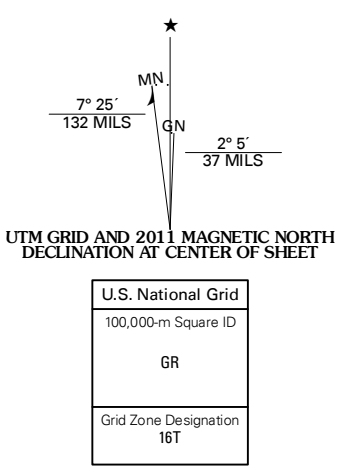 ★
MN
7° 25´
132 MILS
GN
2° 5´
37 MILS
UTM GRID AND 2011 MAGNETIC NORTH
DECLINATION AT CENTER OF SHEET
U.S. National Grid
100,000-m Square ID
GR
Grid Zone Designation
16T